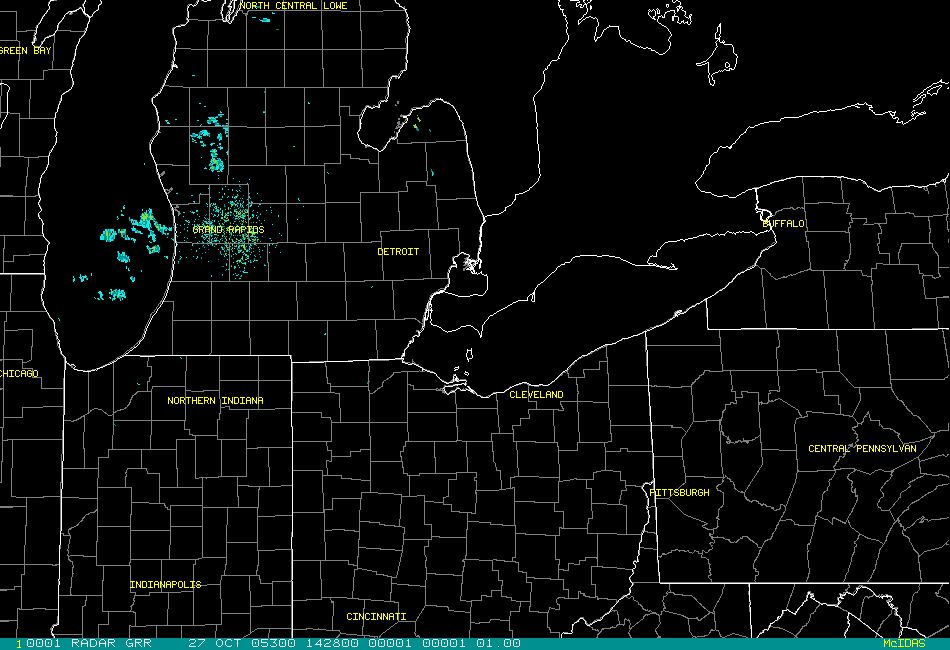 NORTH CENTRAL LOWE
GREEN BAY
GRAND RAPIDS
BUFFALO
DETROIT
CHICAGO
NORTHERN INDIANA
CLEVELAND
CENTRAL PENNSYLVAN
PITTSBURGH
INDIANAPOLIS
CINCINNATI
10001 RADAR GRR 27 OCT 05300 142800 00001 00001 01.00 McIDAS